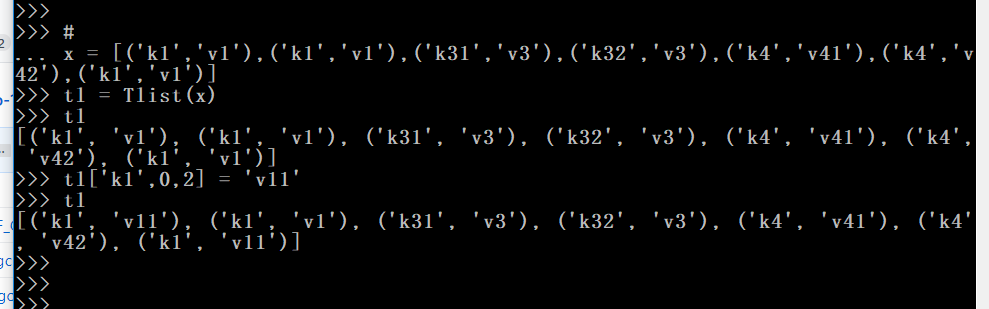 >>>
>>> #
... x = [('k1','v1'),('k1','v1'),('k31','v3'),('k32','v3'),('k4','v41'),('k4','v
42'),('k1','v1')]
>>> tl = Tlist(x)
>>> tl
[('k1', 'v1'), ('k1', 'v1'), ('k31', 'v3'), ('k32', 'v3'), ('k4', 'v41'), ('k4',
 'v42'), ('k1', 'v1')]
>>> tl['k1',0,2] = 'v11'
>>> tl
[('k1', 'v11'), ('k1', 'v1'), ('k31', 'v3'), ('k32', 'v3'), ('k4', 'v41'), ('k4'
, 'v42'), ('k1', 'v11')]
>>>
>>>
>>>